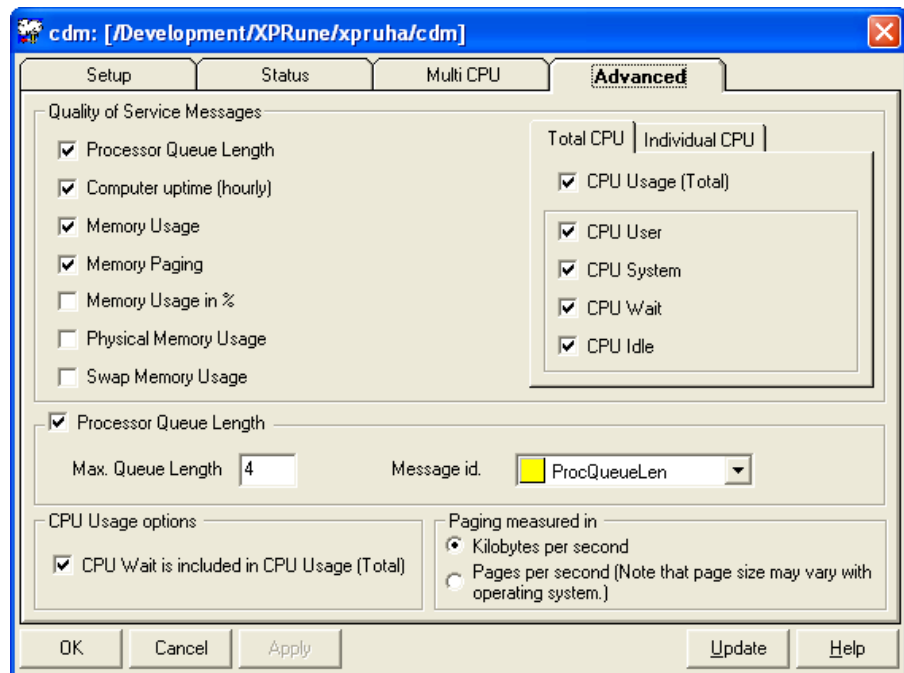 cdm: [/Development/XPRune/xpruha/cdm]
Setup
Status
Multi CPU
Advanced
Quality of Service Messages
Processor Queue Length
Computer uptime (hourly)
Memory Usage
Memory Paging
Memory Usage in %
Physical Memory Usage
Swap Memory Usage
Total CPU
Individual CPU
CPU Usage (Total)
CPU User
CPU System
CPU Wait
CPU Idle
Processor Queue Length
Max. Queue Length
4
Message id.
ProcQueueLen
CPU Usage options
CPU Wait is included in CPU Usage (Total)
Paging measured in
Kilobytes per second
Pages per second (Note that page size may vary with
operating system.)
OK
Cancel
Apply
Update
Help